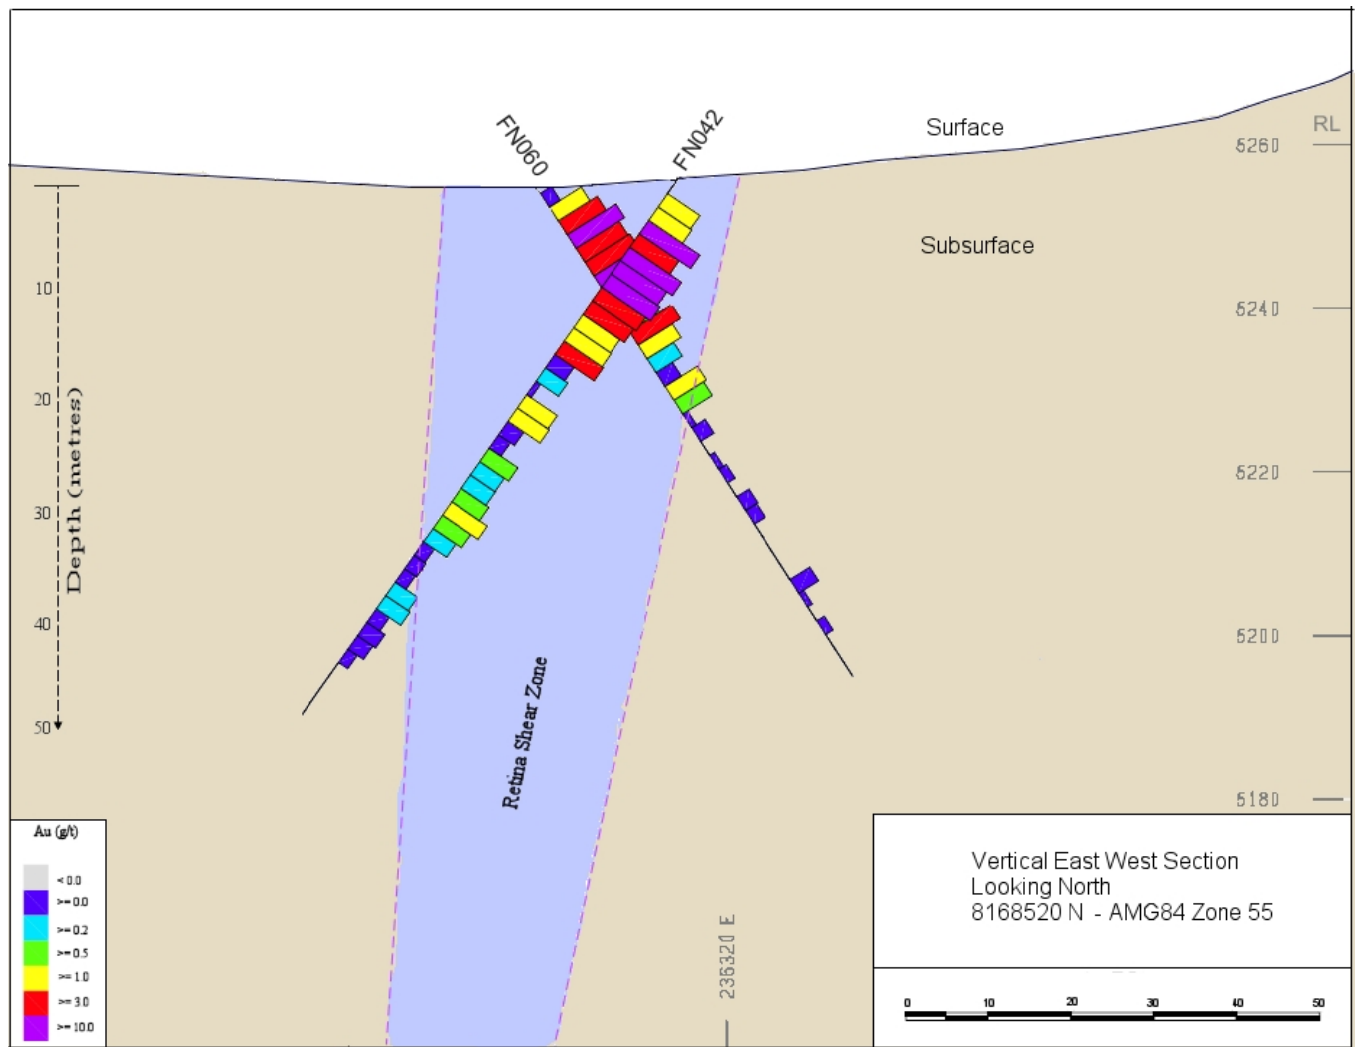 FN060
FN042
Surface
RL
5260
Subsurface
10
5240
20
5220
30
Depth (metres)
40
5200
50
Retina Shear Zone
5180
Au (g/t)
< 0.0
>= 0.0
>= 0.2
>= 0.5
>= 1.0
>= 3.0
>= 10.0
236320 E
Vertical East West Section
Looking North
8168520 N - AMG84 Zone 55
0 10 20 30 40 50